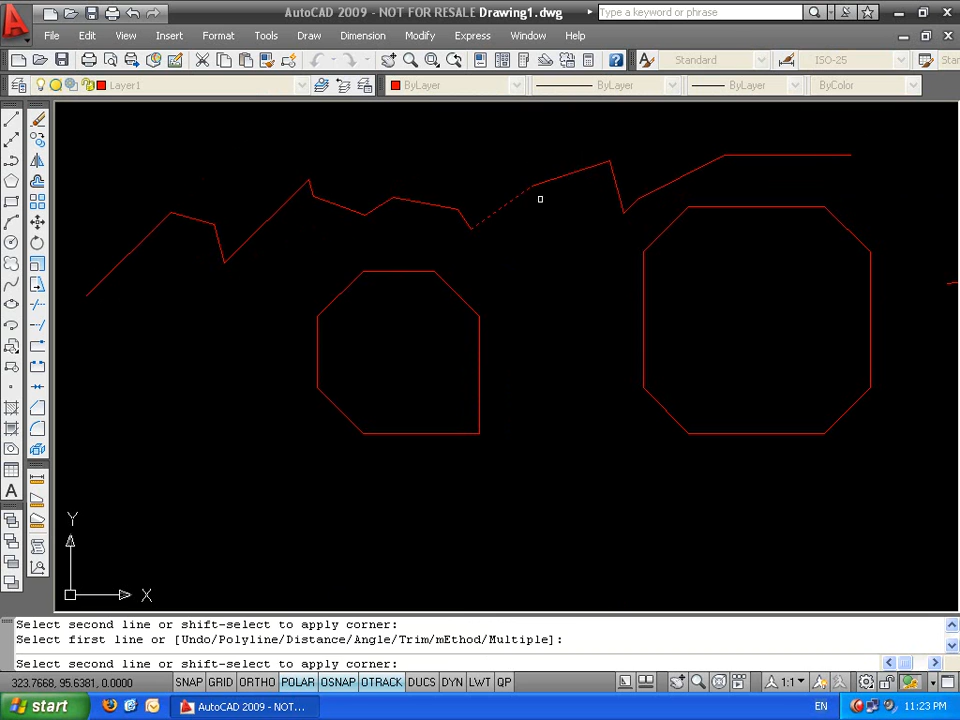 AutoCAD 2009 - NOT FOR RESALE Drawing1.dwg
Type a keyword or phrase
File Edit View Insert Format Tools Draw Dimension Modify Express Window Help
Standard ISO-25 Stan
Layer1 ByLayer ByLayer ByLayer ByColor
A
Y
X
Select second line or shift-select to apply corner:
Select first line or [Undo/Polyline/Distance/Angle/Trim/mEthod/Multiple]:
Select second line or shift-select to apply corner:
323.7668, 95.6381, 0.0000 SNAP GRID ORTHO POLAR OSNAP OTRACK DUCS DYN LWT QP 1:1
start AutoCAD 2009 - NOT... EN 11:23 PM